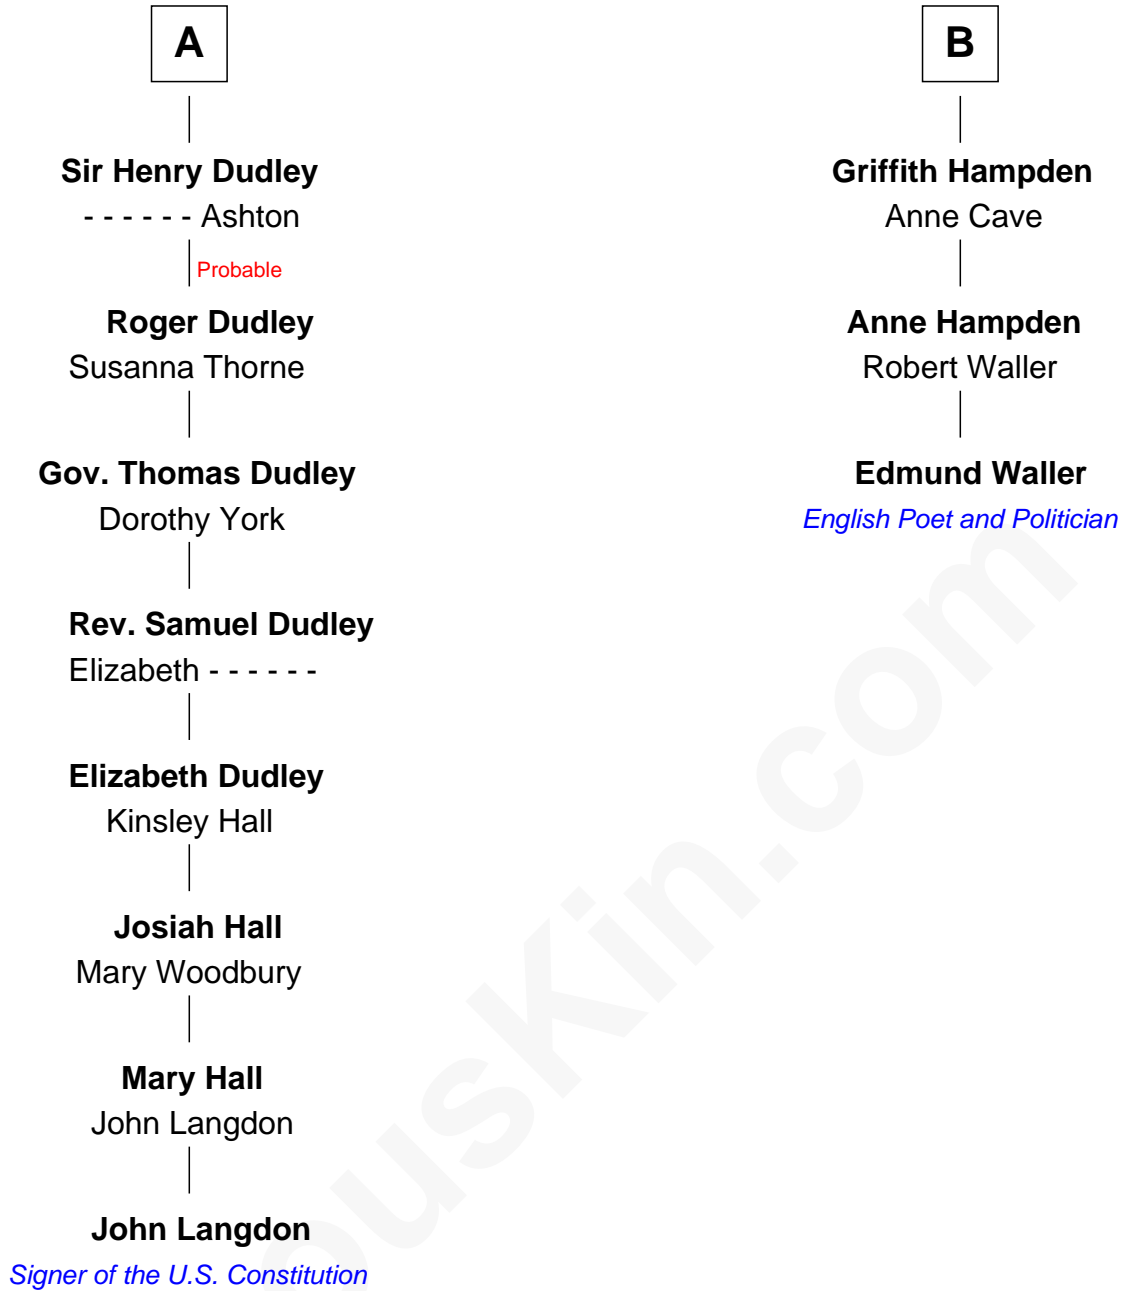 A
Sir Henry Dudley
- - - - - - Ashton
Probable
Roger Dudley
Susanna Thorne
Gov. Thomas Dudley
Dorothy York
Rev. Samuel Dudley
Elizabeth - - - - - -
Elizabeth Dudley
Kinsley Hall
Josiah Hall
Mary Woodbury
Mary Hall
John Langdon
John Langdon
Signer of the U.S. Constitution
B
Griffith Hampden
Anne Cave
Anne Hampden
Robert Waller
Edmund Waller
English Poet and Politician
ousKin.com